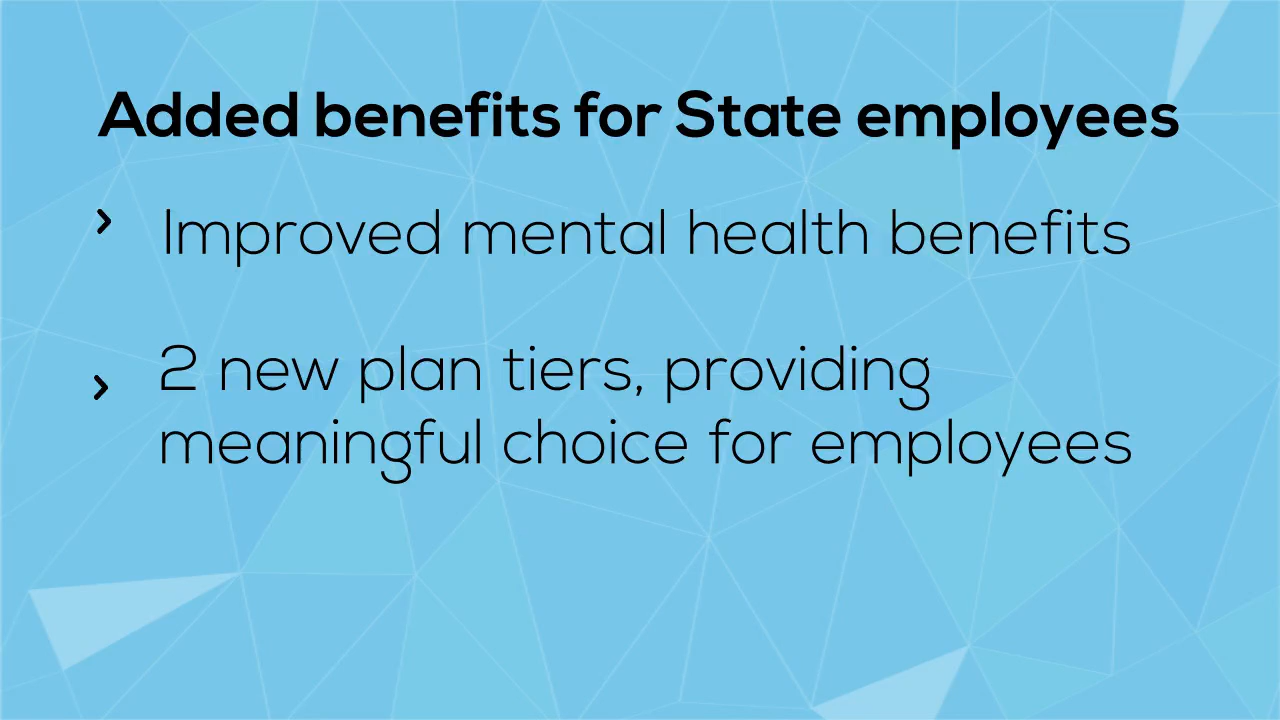 Added benefits for State employees
› Improved mental health benefits
› 2 new plan tiers, providing
meaningful choice for employees